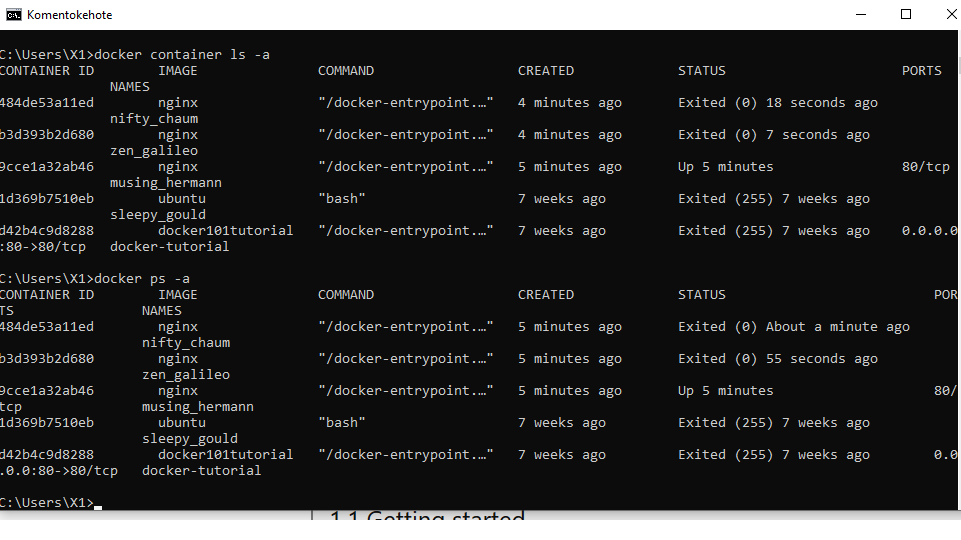 Komentokehote
C:\Users\X1>docker container ls -a
CONTAINER ID        IMAGE               COMMAND                  CREATED             STATUS                      PORTS
              NAMES
484de53a11ed        nginx               "/docker-entrypoint.…"   4 minutes ago       Exited (0) 18 seconds ago
              nifty_chaum
b3d393b2d680        nginx               "/docker-entrypoint.…"   4 minutes ago       Exited (0) 7 seconds ago
              zen_galileo
9cce1a32ab46        nginx               "/docker-entrypoint.…"   5 minutes ago       Up 5 minutes                80/tcp
              musing_hermann
1d369b7510eb        ubuntu              "bash"                   7 weeks ago         Exited (255) 7 weeks ago
              sleepy_gould
d42b4c9d8288        docker101tutorial   "/docker-entrypoint.…"   7 weeks ago         Exited (255) 7 weeks ago    0.0.0.0
:80->80/tcp   docker-tutorial
C:\Users\X1>docker ps -a
CONTAINER ID        IMAGE               COMMAND                  CREATED             STATUS                          POR
TS                NAMES
484de53a11ed        nginx               "/docker-entrypoint.…"   5 minutes ago       Exited (0) About a minute ago
                  nifty_chaum
b3d393b2d680        nginx               "/docker-entrypoint.…"   5 minutes ago       Exited (0) 55 seconds ago
                  zen_galileo
9cce1a32ab46        nginx               "/docker-entrypoint.…"   5 minutes ago       Up 5 minutes                    80/
tcp               musing_hermann
1d369b7510eb        ubuntu              "bash"                   7 weeks ago         Exited (255) 7 weeks ago
                  sleepy_gould
d42b4c9d8288        docker101tutorial   "/docker-entrypoint.…"   7 weeks ago         Exited (255) 7 weeks ago        0.0
.0.0:80->80/tcp   docker-tutorial
C:\Users\X1>
1.1 Getting started